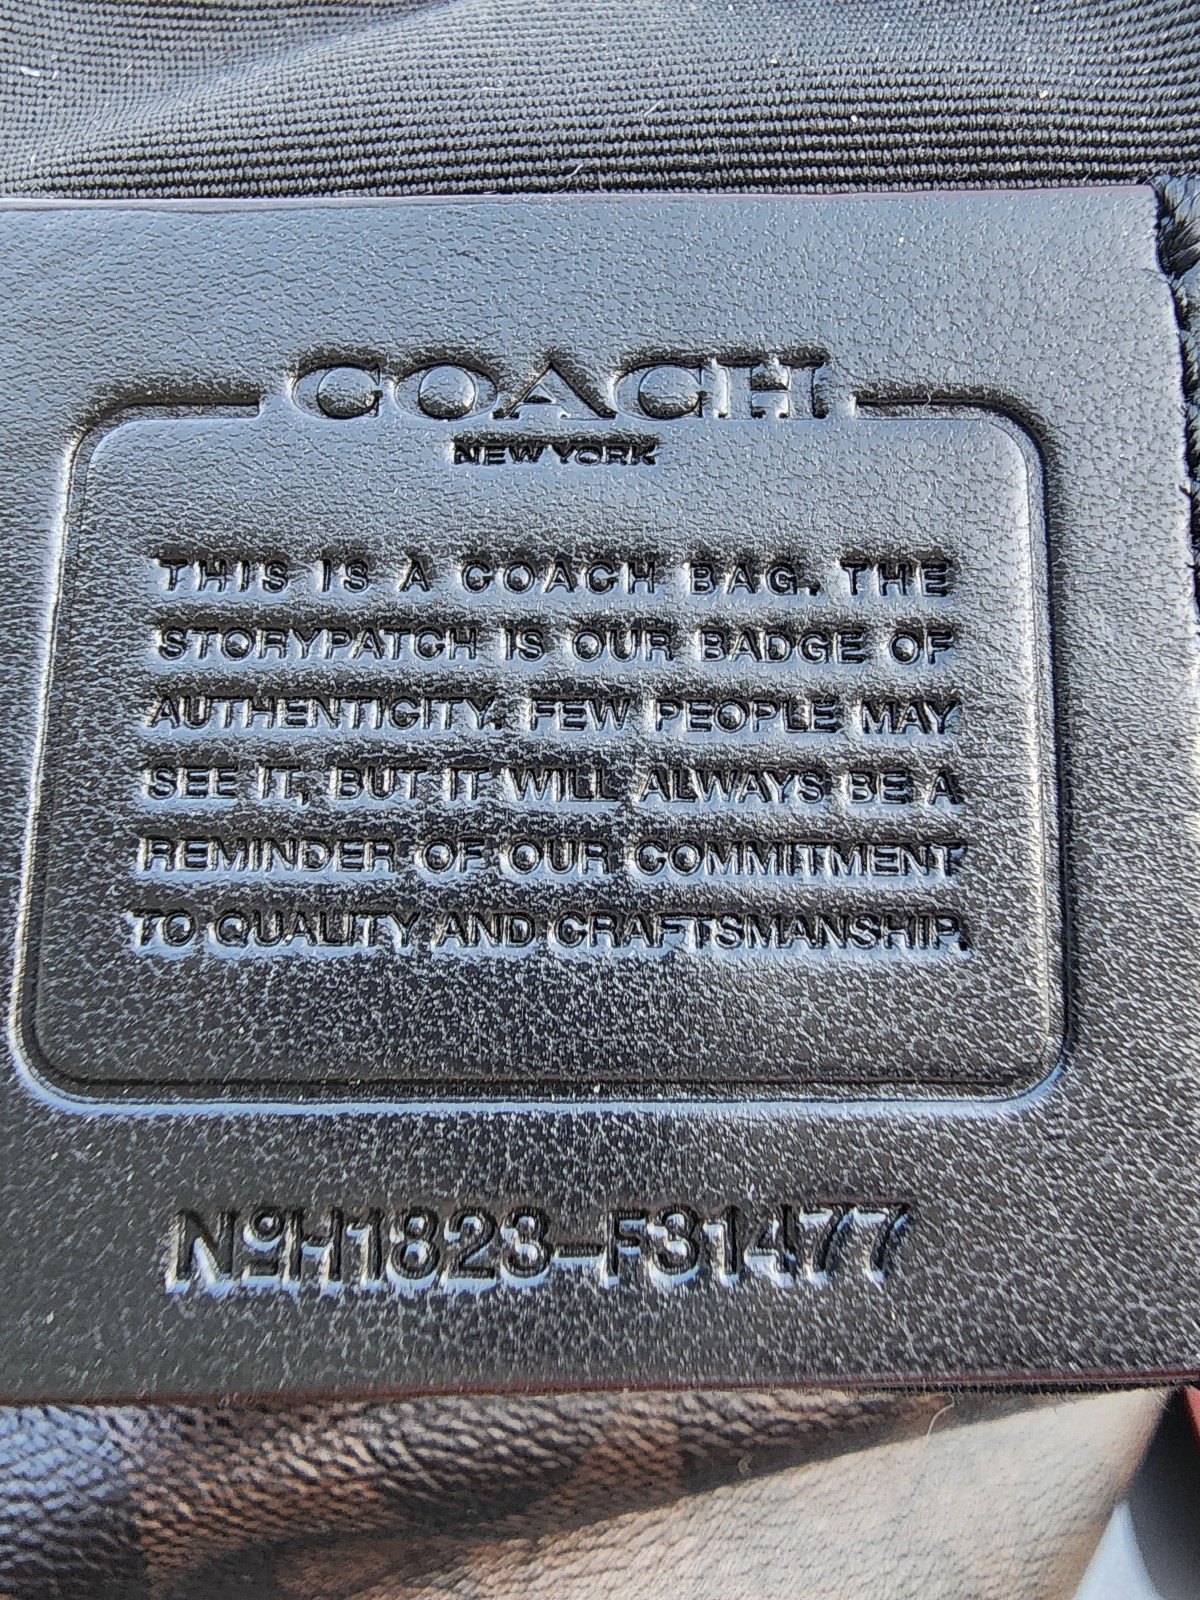 COACH
NEW YORK
THIS IS A COACH BAG. THE
STORYPATCH IS OUR BADGE OF
AUTHENTICITY. FEW PEOPLE MAY
SEE IT, BUT IT WILL ALWAYS BE A
REMINDER OF OUR COMMITMENT
TO QUALITY AND CRAFTSMANSHIP.
NºH1823-F31477